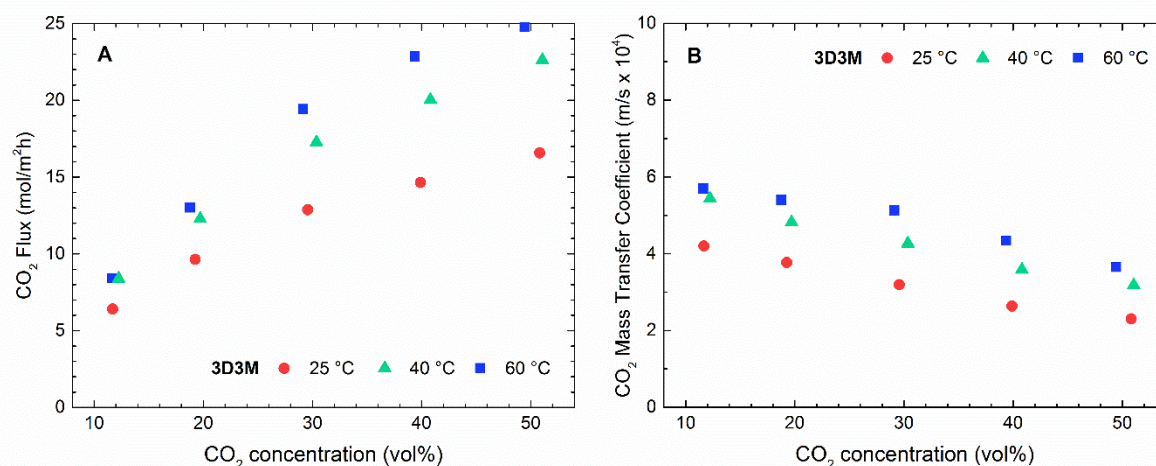 A
CO₂ Flux (mol/m²h)
25
20
15
10
5
0
3D3M 25 °C 40 °C 60 °C
10 20 30 40 50
CO₂ concentration (vol%)
B
3D3M 25 °C 40 °C 60 °C
CO₂ Mass Transfer Coefficient (m/s x 10⁴)
10
8
6
4
2
0
10 20 30 40 50
CO₂ concentration (vol%)